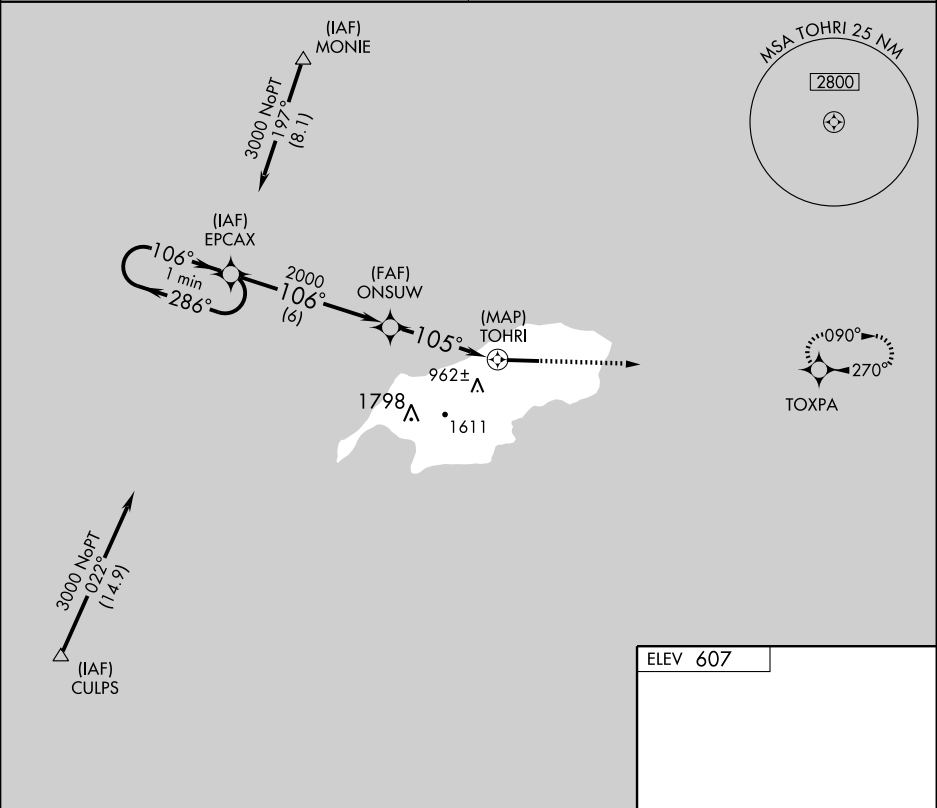 (IAF)
MONIE
MSA TOHRI 25 NM
2800
3000 NoPT
197°
(8.1)
(IAF)
EPCAX
106°
1 min
286°
2000
106°
(6)
(FAF)
ONSUW
105°
(MAP)
TOHRI
962±
1798
1611
090°
270°
TOXPA
3000 NoPT
022°
(14.9)
(IAF)
CULPS
ELEV 607